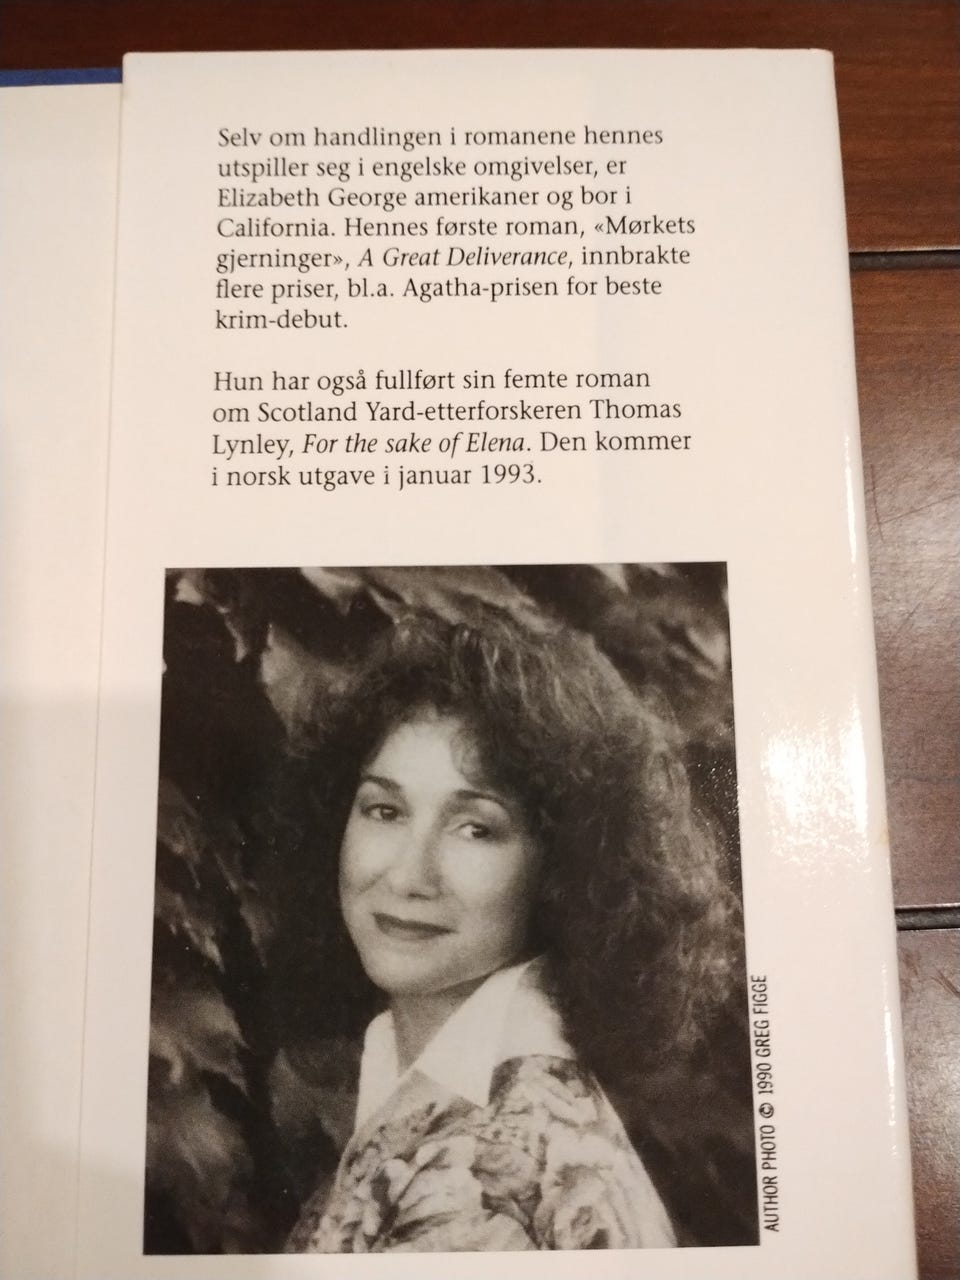 Selv om handlingen i romanene hennes
utspiller seg i engelske omgivelser, er
Elizabeth George amerikaner og bor i
California. Hennes første roman, «Mørkets
gjerninger», A Great Deliverance, innbrakte
flere priser, bl.a. Agatha-prisen for beste
krim-debut.
Hun har også fullført sin femte roman
om Scotland Yard-etterforskeren Thomas
Lynley, For the sake of Elena. Den kommer
i norsk utgave i januar 1993.
AUTHOR PHOTO © 1990 GREG FIGGE